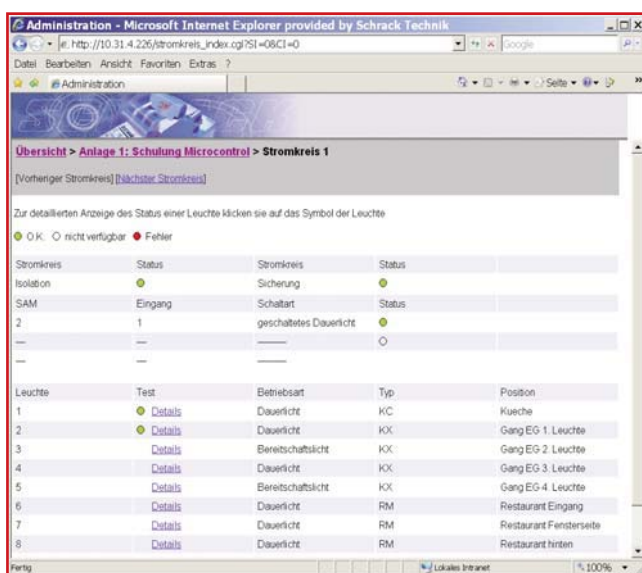 Administration - Microsoft Internet Explorer provided by Schrack Technik
http://10.31.4.226/stromkreis_index.cgi?SI=0&CI=0 Google
Datei Bearbeiten Ansicht Favoriten Extras ?
Administration Seite
Übersicht > Anlage 1: Schulung Microcontrol > Stromkreis 1
[Vorheriger Stromkreis] [Nächster Stromkreis]
Zur detaillierten Anzeige des Status einer Leuchte klicken sie auf das Symbol der Leuchte
O.K. nicht verfügbar Fehler
Stromkreis Status Stromkreis Status
Isolation Sicherung
SAM Eingang Schaltart Status
2 1 geschaltetes Dauerlicht
--- --- ------
--- --- ------
Leuchte Test Betriebsart Typ Position
1 Details Dauerlicht KC Kueche
2 Details Dauerlicht KX Gang EG 1. Leuchte
3 Details Bereitschaftslicht KX Gang EG 2. Leuchte
4 Details Dauerlicht KX Gang EG 3. Leuchte
5 Details Bereitschaftslicht KX Gang EG 4. Leuchte
6 Details Dauerlicht RM Restaurant Eingang
7 Details Dauerlicht RM Restaurant Fensterseite
8 Details Dauerlicht RM Restaurant hinten
Fertig Lokales Intranet 100%